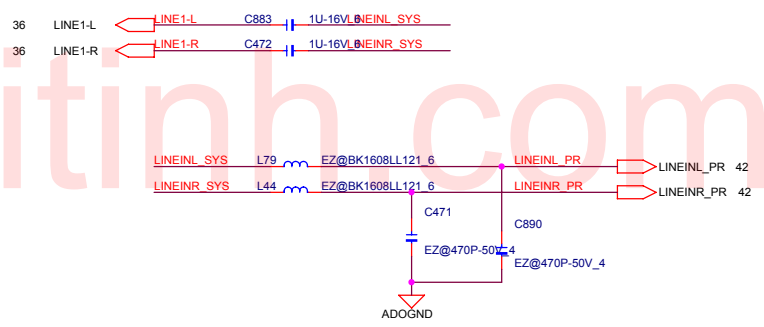 36 LINE1-L LINE1-L C883 1U-16V_6 LINEINL_SYS
36 LINE1-R LINE1-R C472 1U-16V_6 LINEINR_SYS
itinh.com
LINEINL_SYS L79 EZ@BK1608LL121_6 LINEINL_PR LINEINL_PR 42
LINEINR_SYS L44 EZ@BK1608LL121_6 LINEINR_PR LINEINR_PR 42
C471
C890
EZ@470P-50V_4
EZ@470P-50V_4
ADOGND